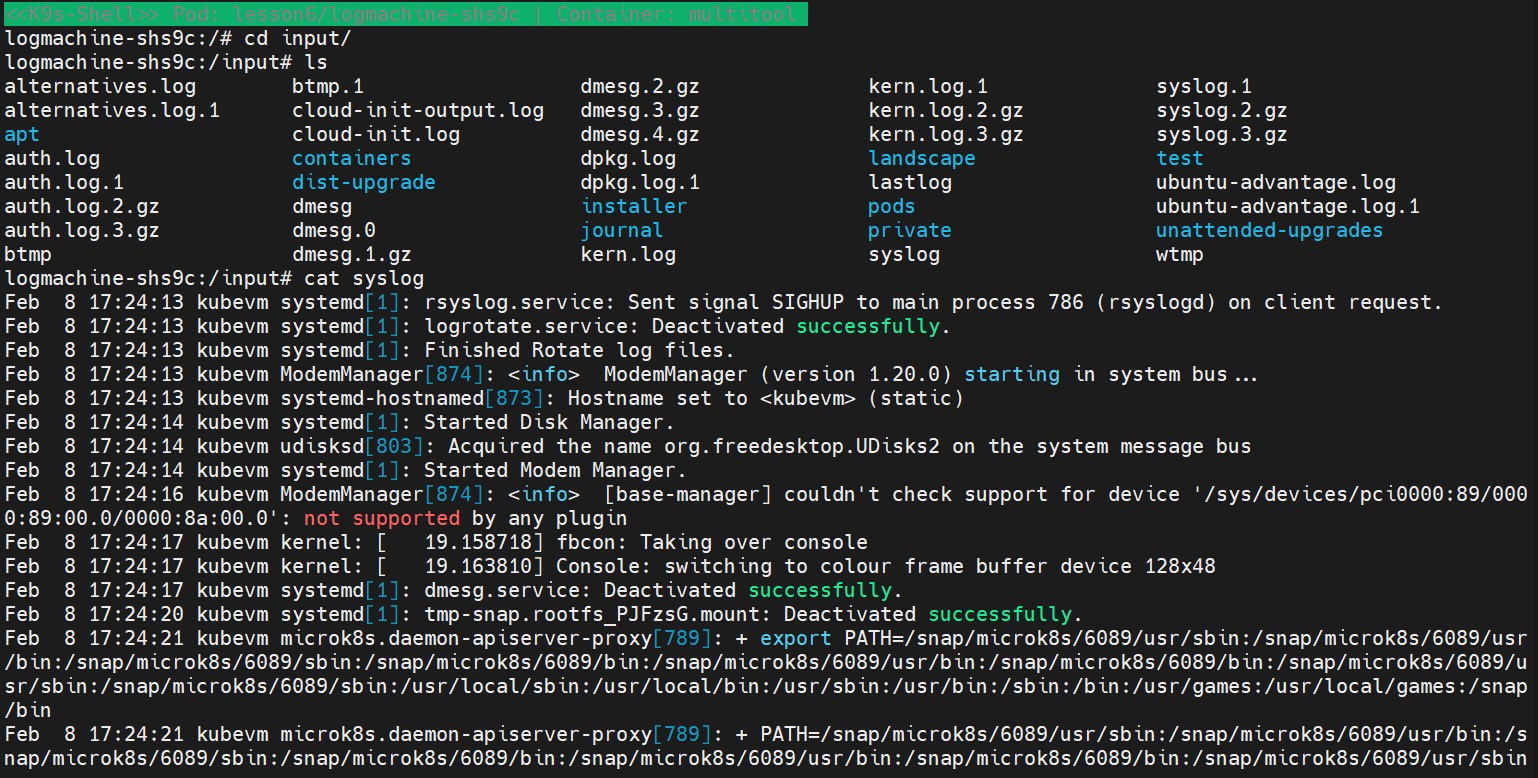 <<K9s-Shell>> Pod: lesson6/logmachine-shs9c | Container: multitool
logmachine-shs9c:/# cd input/
logmachine-shs9c:/input# ls
alternatives.log        btmp.1                  dmesg.2.gz              kern.log.1              syslog.1
alternatives.log.1      cloud-init-output.log   dmesg.3.gz              kern.log.2.gz           syslog.2.gz
apt                     cloud-init.log          dmesg.4.gz              kern.log.3.gz           syslog.3.gz
auth.log                containers              dpkg.log                landscape               test
auth.log.1              dist-upgrade            dpkg.log.1              lastlog                 ubuntu-advantage.log
auth.log.2.gz           dmesg                   installer               pods                    ubuntu-advantage.log.1
auth.log.3.gz           dmesg.0                 journal                 private                 unattended-upgrades
btmp                    dmesg.1.gz              kern.log                syslog                  wtmp
logmachine-shs9c:/input# cat syslog
Feb  8 17:24:13 kubevm systemd[1]: rsyslog.service: Sent signal SIGHUP to main process 786 (rsyslogd) on client request.
Feb  8 17:24:13 kubevm systemd[1]: logrotate.service: Deactivated successfully.
Feb  8 17:24:13 kubevm systemd[1]: Finished Rotate log files.
Feb  8 17:24:13 kubevm ModemManager[874]: <info>  ModemManager (version 1.20.0) starting in system bus...
Feb  8 17:24:13 kubevm systemd-hostnamed[873]: Hostname set to <kubevm> (static)
Feb  8 17:24:14 kubevm systemd[1]: Started Disk Manager.
Feb  8 17:24:14 kubevm udisksd[803]: Acquired the name org.freedesktop.UDisks2 on the system message bus
Feb  8 17:24:14 kubevm systemd[1]: Started Modem Manager.
Feb  8 17:24:16 kubevm ModemManager[874]: <info>  [base-manager] couldn't check support for device '/sys/devices/pci0000:89/000
0:89:00.0/0000:8a:00.0': not supported by any plugin
Feb  8 17:24:17 kubevm kernel: [   19.158718] fbcon: Taking over console
Feb  8 17:24:17 kubevm kernel: [   19.163810] Console: switching to colour frame buffer device 128x48
Feb  8 17:24:17 kubevm systemd[1]: dmesg.service: Deactivated successfully.
Feb  8 17:24:20 kubevm systemd[1]: tmp-snap.rootfs_PJFzsG.mount: Deactivated successfully.
Feb  8 17:24:21 kubevm microk8s.daemon-apiserver-proxy[789]: + export PATH=/snap/microk8s/6089/usr/sbin:/snap/microk8s/6089/usr
/bin:/snap/microk8s/6089/sbin:/snap/microk8s/6089/bin:/snap/microk8s/6089/usr/bin:/snap/microk8s/6089/bin:/snap/microk8s/6089/u
sr/sbin:/snap/microk8s/6089/sbin:/usr/local/sbin:/usr/local/bin:/usr/sbin:/usr/bin:/sbin:/bin:/usr/games:/usr/local/games:/snap
/bin
Feb  8 17:24:21 kubevm microk8s.daemon-apiserver-proxy[789]: + PATH=/snap/microk8s/6089/usr/sbin:/snap/microk8s/6089/usr/bin:/s
nap/microk8s/6089/sbin:/snap/microk8s/6089/bin:/snap/microk8s/6089/usr/bin:/snap/microk8s/6089/bin:/snap/microk8s/6089/usr/sbin